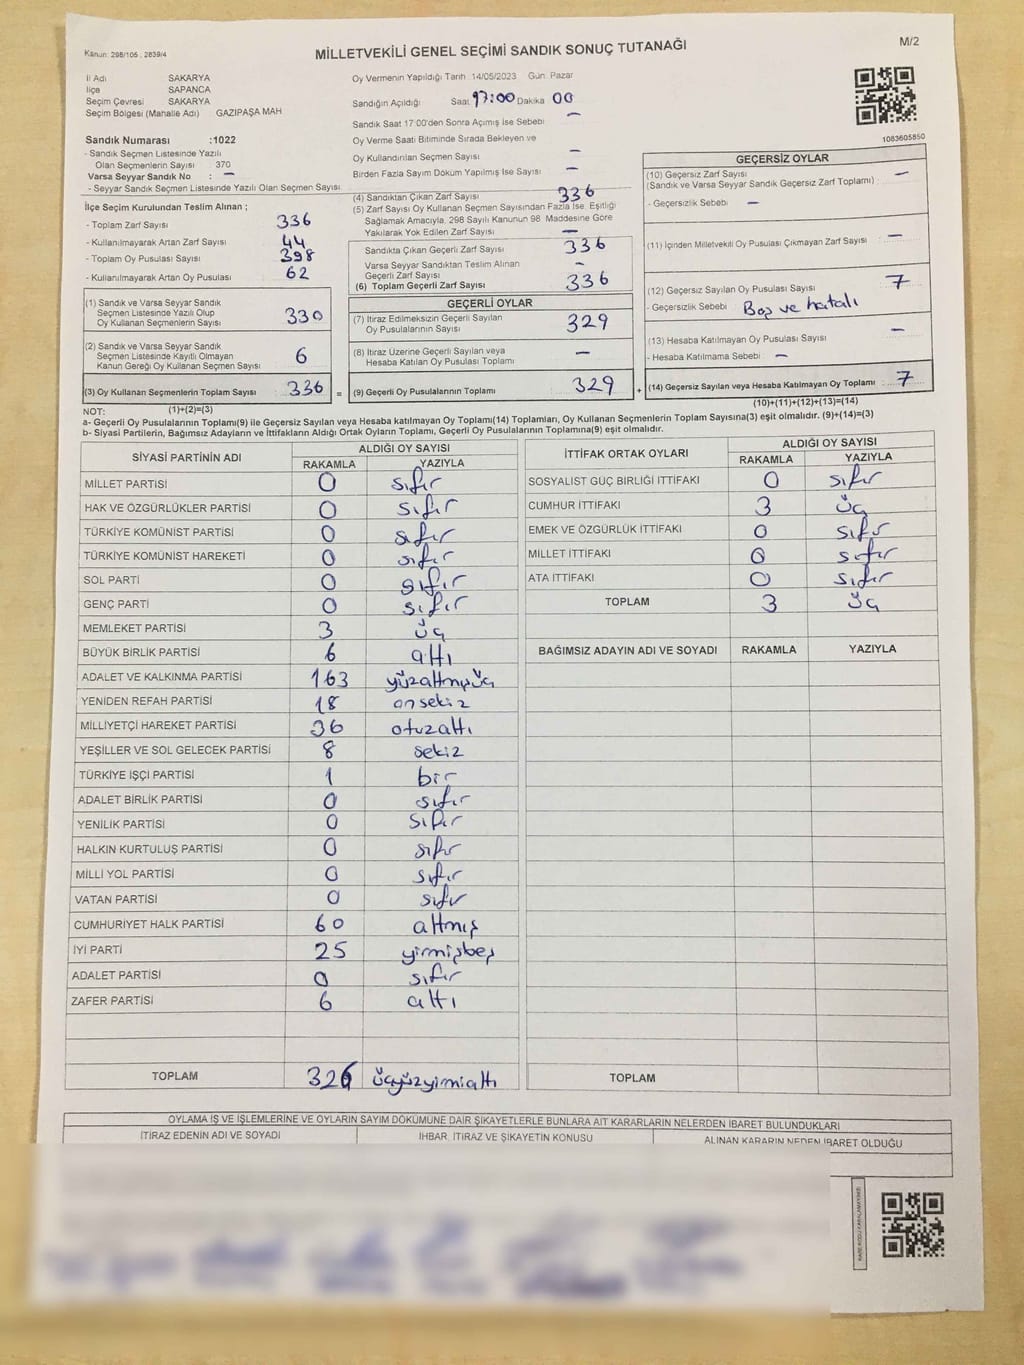 Kanun: 298/105 ; 2839/4
MİLLETVEKİLİ GENEL SEÇİMİ SANDIK SONUÇ TUTANAĞI
M/2
İl Adı SAKARYA
İlçe SAPANCA
Seçim Çevresi SAKARYA
Seçim Bölgesi (Mahalle Adı) GAZİPAŞA MAH
Sandık Numarası :1022
- Sandık Seçmen Listesinde Yazılı
Olan Seçmenlerin Sayısı 370
Varsa Seyyar Sandık No : –
- Seyyar Sandık Seçmen Listesinde Yazılı Olan Seçmen Sayısı
İlçe Seçim Kurulundan Teslim Alınan ;
- Toplam Zarf Sayısı 336
- Kullanılmayarak Artan Zarf Sayısı 44
- Toplam Oy Pusulası Sayısı 398
- Kullanılmayarak Artan Oy Pusulası 62
(1) Sandık ve Varsa Seyyar Sandık
Seçmen Listesinde Yazılı Olup
Oy Kullanan Seçmenlerin Sayısı 330
(2) Sandık ve Varsa Seyyar Sandık
Seçmen Listesinde Kayıtlı Olmayan
Kanun Gereği Oy Kullanan Seçmen Sayısı 6
(3) Oy Kullanan Seçmenlerin Toplam Sayısı 336 =
(1)+(2)=(3)
Oy Vermenin Yapıldığı Tarih 14/05/2023 Gün: Pazar
Sandığın Açıldığı Saat 17:00 Dakika 00
Sandık Saat 17:00'den Sonra Açımış İse Sebebi –
Oy Verme Saati Bitiminde Sırada Bekleyen ve
Oy Kullandırılan Seçmen Sayısı –
Birden Fazla Sayım Döküm Yapılmış İse Sayısı –
(4) Sandıktan Çıkan Zarf Sayısı 336
(5) Zarf Sayısı Oy Kullanan Seçmen Sayısından Fazla İse, Eşitliği
Sağlamak Amacıyla, 298 Sayılı Kanunun 98. Maddesine Göre
Yakılarak Yok Edilen Zarf Sayısı –
Sandıkta Çıkan Geçerli Zarf Sayısı 336
Varsa Seyyar Sandıktan Teslim Alınan
Geçerli Zarf Sayısı –
(6) Toplam Geçerli Zarf Sayısı 336
GEÇERLİ OYLAR
(7) İtiraz Edilmeksizin Geçerli Sayılan
Oy Pusulalarının Sayısı 329
(8) İtiraz Üzerine Geçerli Sayılan veya
Hesaba Katılan Oy Pusulası Toplamı –
(9) Geçerli Oy Pusulalarının Toplamı 329 +
1083605850
GEÇERSİZ OYLAR
(10) Geçersiz Zarf Sayısı –
(Sandık ve Varsa Seyyar Sandık Geçersiz Zarf Toplamı) :
- Geçersizlik Sebebi –
(11) İçinden Milletvekili Oy Pusulası Çıkmayan Zarf Sayısı –
(12) Geçersiz Sayılan Oy Pusulası Sayısı 7
- Geçersizlik Sebebi : Boş ve hatalı
(13) Hesaba Katılmayan Oy Pusulası Sayısı –
- Hesaba Katılmama Sebebi –
(14) Geçersiz Sayılan veya Hesaba Katılmayan Oy Toplamı : 7
(10)+(11)+(12)+(13)=(14)
NOT:
a- Geçerli Oy Pusulaların Toplamı(9) ile Geçersiz Sayılan veya Hesaba katılmayan Oy Toplamı(14) Toplamları, Oy Kullanan Seçmenlerin Toplam Sayısına(3) eşit olmalıdır. (9)+(14)=(3)
b- Siyasi Partilerin, Bağımsız Adayların ve İttifakların Aldığı Ortak Oyların Toplamı, Geçerli Oy Pusulalarının Toplamına(9) eşit olmalıdır.
SİYASİ PARTİNİN ADI ALDIĞI OY SAYISI
RAKAMLA YAZIYLA
MİLLET PARTİSİ 0 sıfır
HAK VE ÖZGÜRLÜKLER PARTİSİ 0 sıfır
TÜRKİYE KOMÜNİST PARTİSİ 0 sıfır
TÜRKİYE KOMÜNİST HAREKETİ 0 sıfır
SOL PARTİ 0 sıfır
GENÇ PARTİ 0 sıfır
MEMLEKET PARTİSİ 3 üç
BÜYÜK BİRLİK PARTİSİ 6 altı
ADALET VE KALKINMA PARTİSİ 163 yüzaltmışüç
YENİDEN REFAH PARTİSİ 18 onsekiz
MİLLİYETÇİ HAREKET PARTİSİ 36 otuzaltı
YEŞİLLER VE SOL GELECEK PARTİSİ 8 sekiz
TÜRKİYE İŞÇİ PARTİSİ 1 bir
ADALET BİRLİK PARTİSİ 0 sıfır
YENİLİK PARTİSİ 0 sıfır
HALKIN KURTULUŞ PARTİSİ 0 sıfır
MİLLİ YOL PARTİSİ 0 sıfır
VATAN PARTİSİ 0 sıfır
CUMHURİYET HALK PARTİSİ 60 altmış
İYİ PARTİ 25 yirmişbeş
ADALET PARTİSİ 0 sıfır
ZAFER PARTİSİ 6 altı
TOPLAM 326 üçyüzyirmialtı
İTTİFAK ORTAK OYLARI ALDIĞI OY SAYISI
RAKAMLA YAZIYLA
SOSYALİST GÜÇ BİRLİĞİ İTTİFAKI 0 sıfır
CUMHUR İTTİFAKI 3 üç
EMEK VE ÖZGÜRLÜK İTTİFAKI 0 sıfır
MİLLET İTTİFAKI 0 sıfır
ATA İTTİFAKI 0 sıfır
TOPLAM 3 üç
BAĞIMSIZ ADAYIN ADI VE SOYADI RAKAMLA YAZIYLA
TOPLAM
OYLAMA İŞ VE İŞLEMLERİNE VE OYLARIN SAYIM DÖKÜMÜNE DAİR ŞİKAYETLERLE BUNLARA AİT KARARLARIN NELERDEN İBARET BULUNDUKLARI
İTİRAZ EDENİN ADI VE SOYADI İHBAR, İTİRAZ VE ŞİKAYETİN KONUSU ALINAN KARARIN NEDEN İBARET OLDUĞU